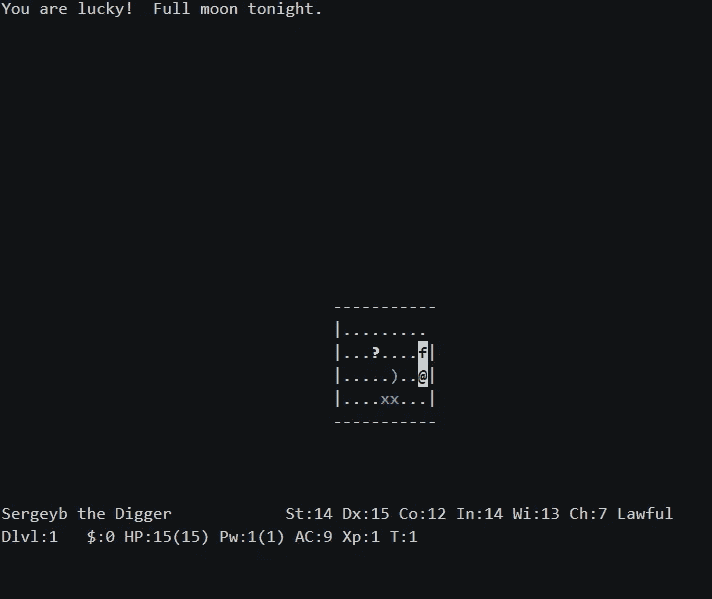 You are lucky!  Full moon tonight.
-----------
|.........
|...?....f|
|.....)..@|
|....xx...|
-----------
Sergeyb the Digger            St:14 Dx:15 Co:12 In:14 Wi:13 Ch:7 Lawful
Dlvl:1   $:0 HP:15(15) Pw:1(1) AC:9 Xp:1 T:1